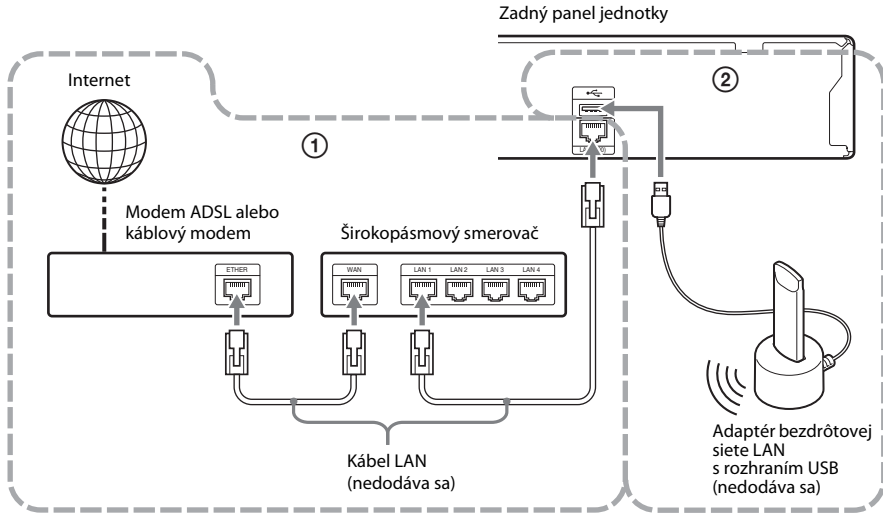 Zadný panel jednotky
Internet
①
②
Modem ADSL alebo
káblový modem
Širokopásmový smerovač
ETHER
WAN
LAN 1
LAN 2
LAN 3
LAN 4
Kábel LAN
(nedodáva sa)
Adaptér bezdrôtovej
siete LAN
s rozhraním USB
(nedodáva sa)